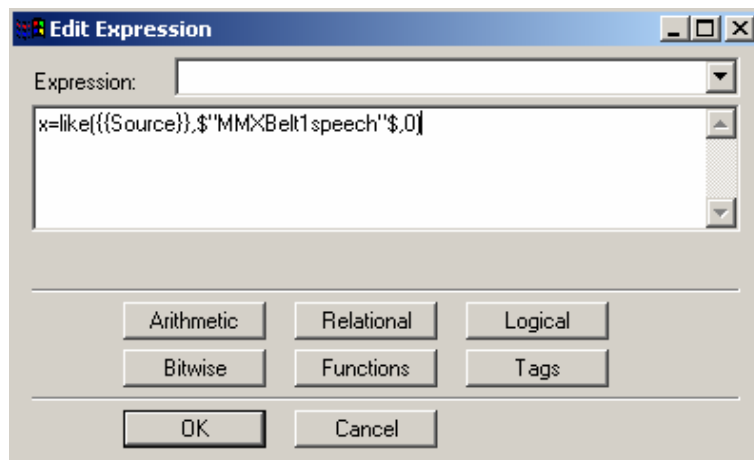 Edit Expression
Expression:
x=like({{Source}},$"MMXBelt1speech"$,0)
Arithmetic Relational Logical
Bitwise Functions Tags
OK Cancel